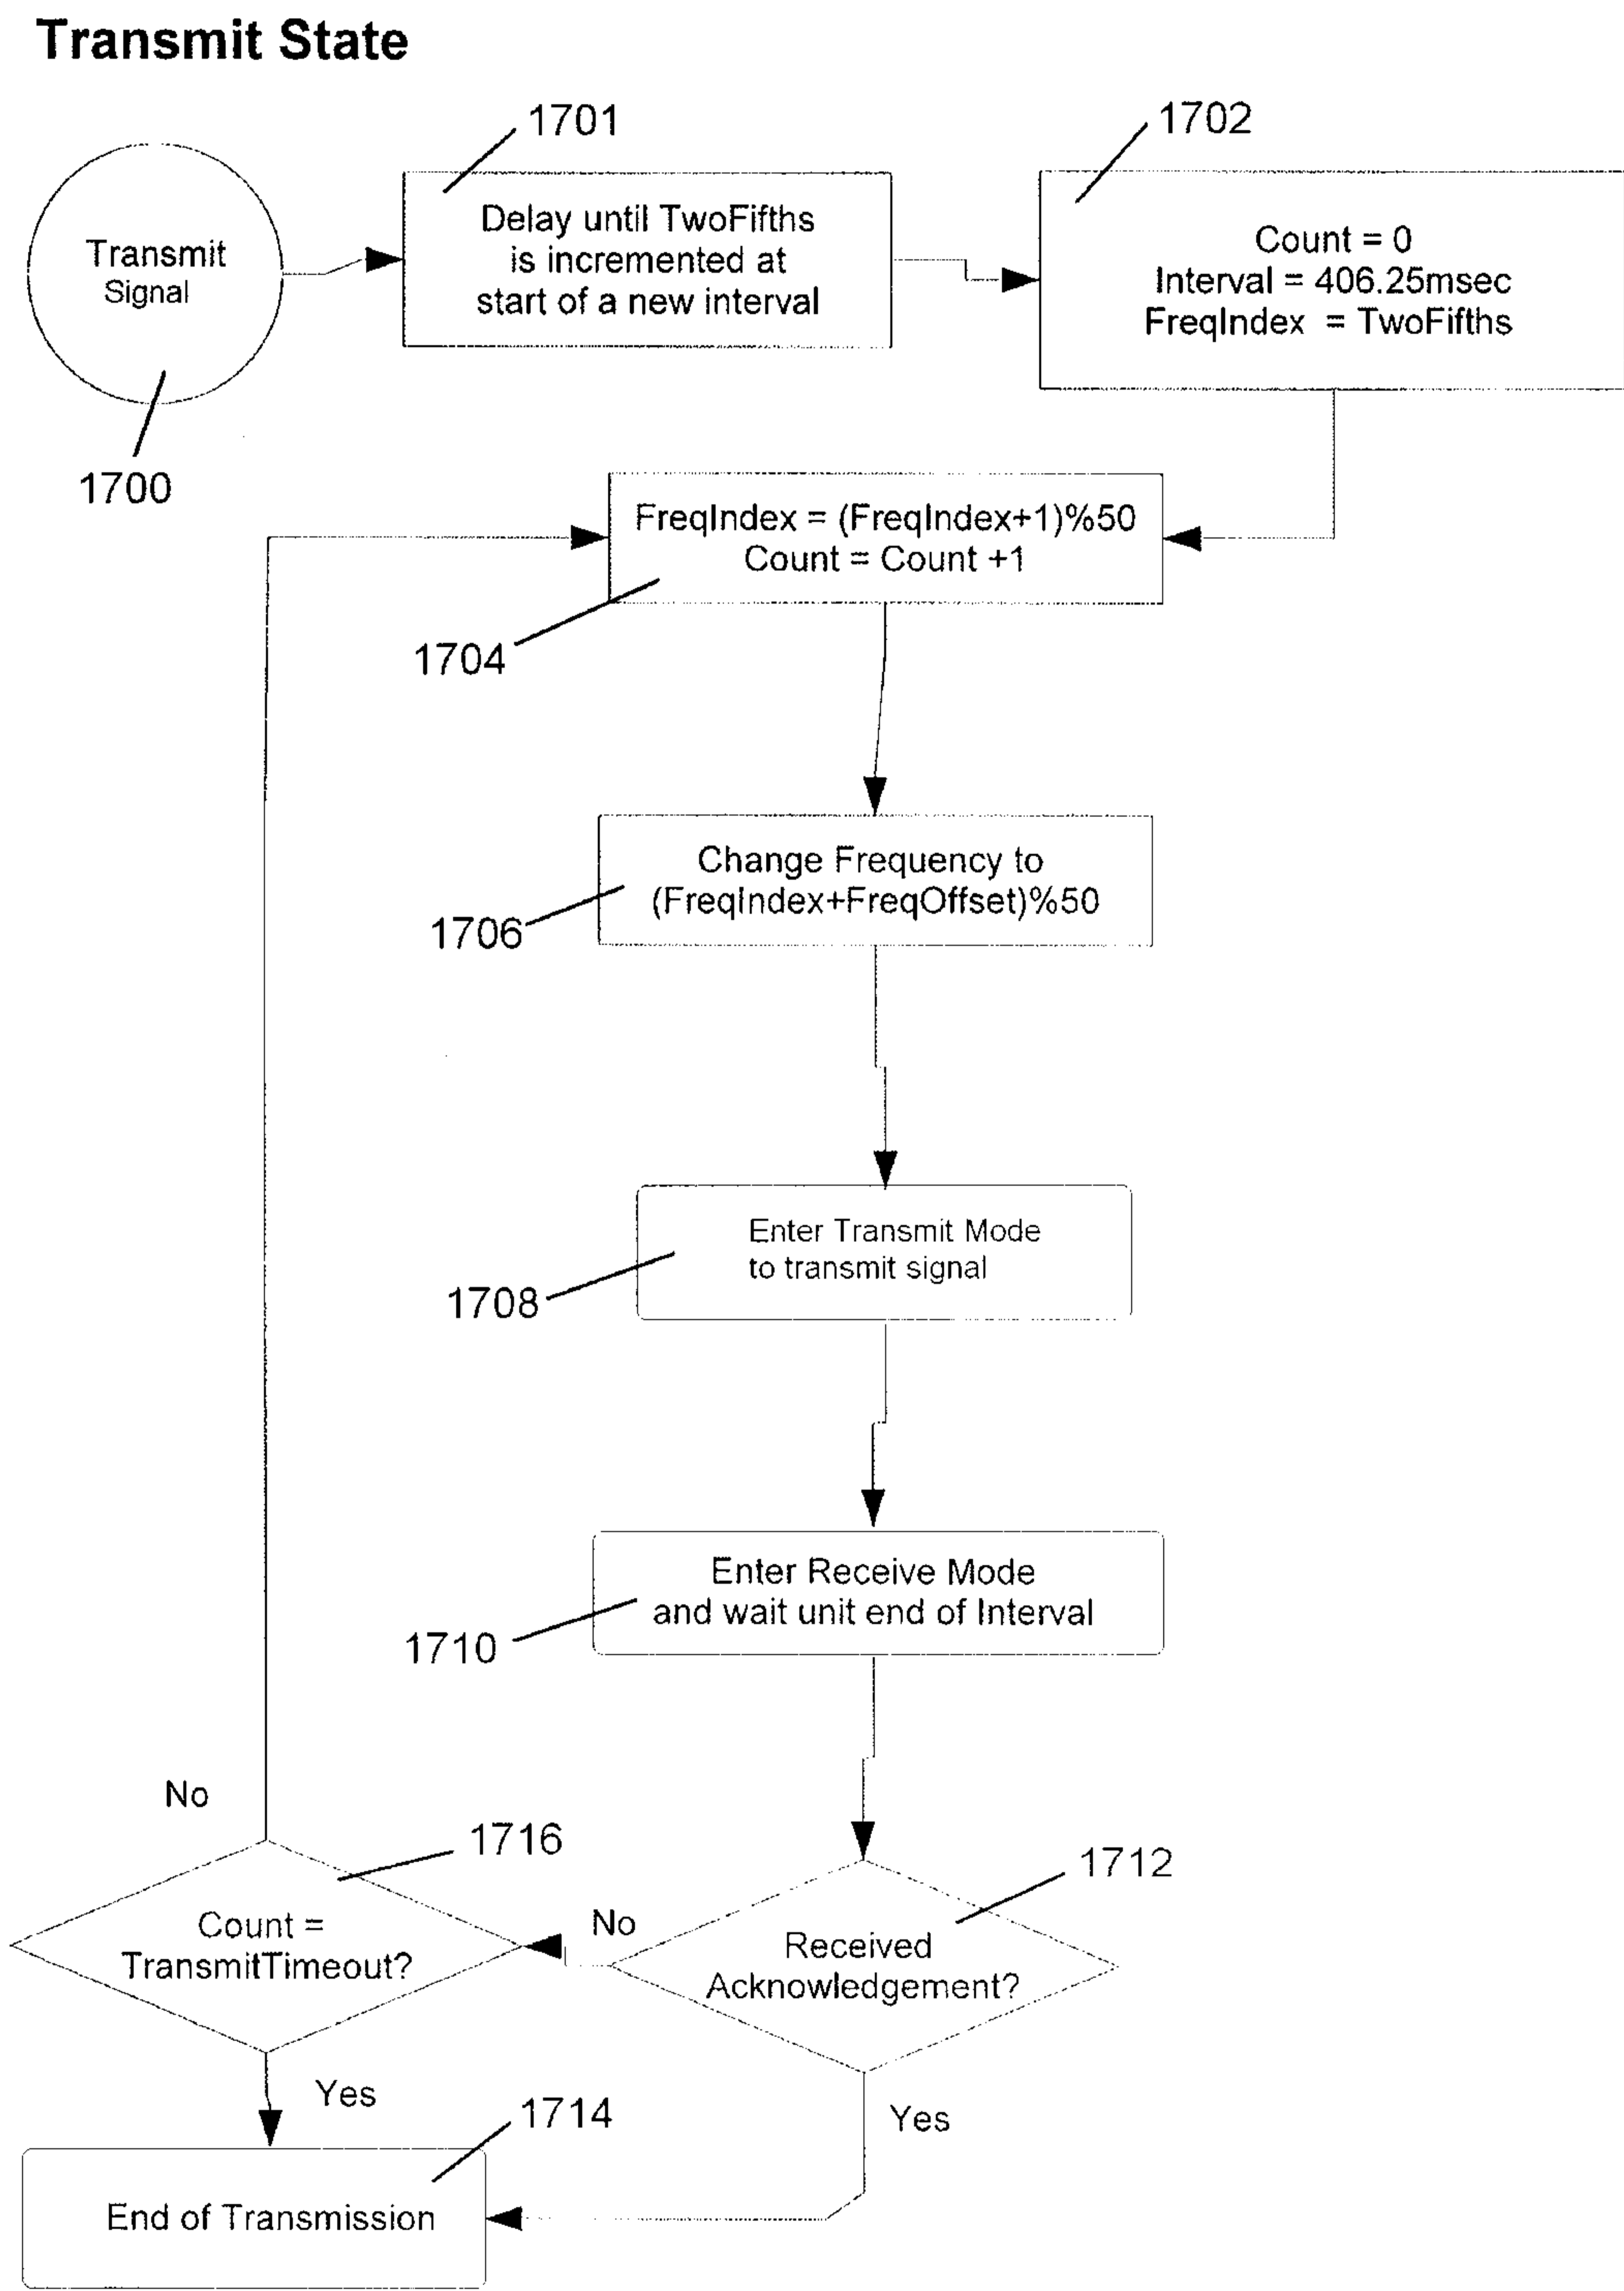 Transmit State
1701
1702
Transmit
Signal
Delay until TwoFifths
is incremented at
start of a new interval
Count = 0
Interval = 406.25msec
FreqIndex = TwoFifths
1700
FreqIndex = (FreqIndex+1)%50
Count = Count +1
1704
Change Frequency to
(FreqIndex+FreqOffset)%50
1706
Enter Transmit Mode
to transmit signal
1708
Enter Receive Mode
and wait unit end of Interval
1710
No
1716
1712
Count =
TransmitTimeout?
No
Received
Acknowledgement?
Yes
1714
Yes
End of Transmission